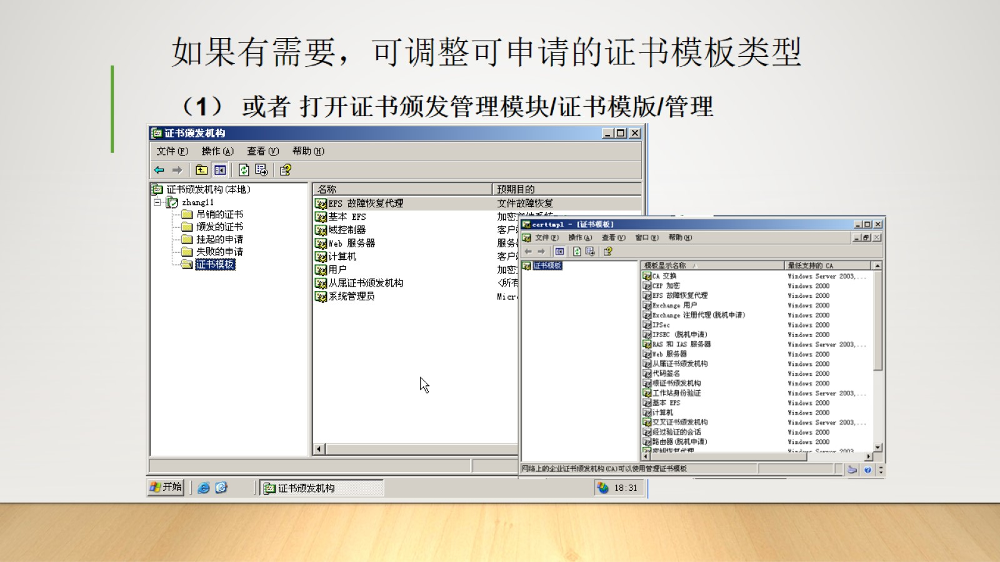 如果有需要，可调整可申请的证书模板类型
（1） 或者 打开证书颁发管理模块/证书模版/管理
证书颁发机构
文件(F) 操作(A) 查看(V) 帮助(H)
证书颁发机构(本地)
zhang11
吊销的证书
颁发的证书
挂起的申请
失败的申请
证书模板
名称 预期目的
EFS 故障恢复代理 文件故障恢复
基本 EFS 加密文件系统
域控制器 客户
Web 服务器 服务
计算机 客户
用户 加密
从属证书颁发机构 <所有
系统管理员 Micr
certtmpl - [证书模板]
文件(F) 操作(A) 查看(V) 窗口(W) 帮助(H)
证书模板
模板显示名称 最低支持的 CA
CA 交换 Windows Server 2003,...
CEP 加密 Windows 2000
EFS 故障恢复代理 Windows 2000
Exchange 用户 Windows 2000
Exchange 注册代理(脱机申请) Windows 2000
IPSec Windows 2000
IPSEC (脱机申请) Windows 2000
RAS 和 IAS 服务器 Windows Server 2003,...
Web 服务器 Windows 2000
从属证书颁发机构 Windows 2000
代码签名 Windows 2000
根证书颁发机构 Windows 2000
工作站身份验证 Windows Server 2003,...
基本 EFS Windows 2000
计算机 Windows 2000
交叉证书颁发机构 Windows Server 2003,...
经过验证的会话 Windows 2000
路由器(脱机申请) Windows 2000
密钥恢复代理 Windows Server 2003
网络上的企业证书颁发机构(CA)可以使用管理证书模板
开始 证书颁发机构 18:31